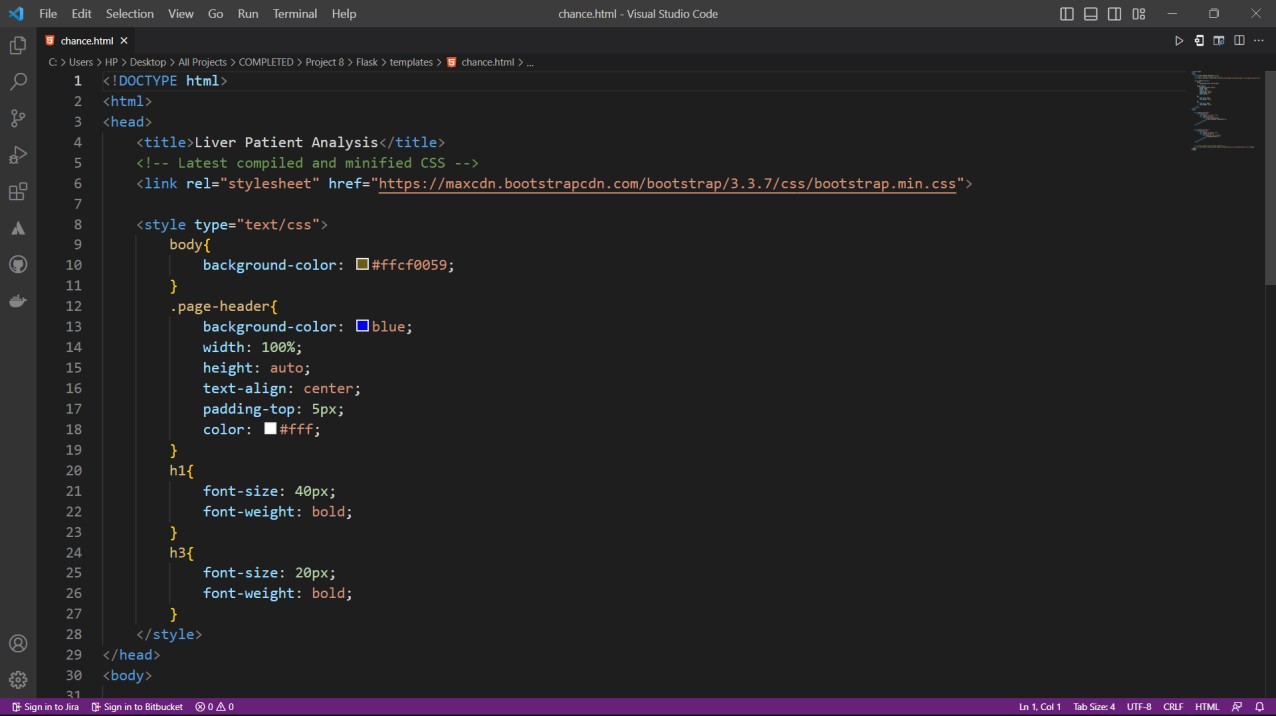 File Edit Selection View Go Run Terminal Help chance.html - Visual Studio Code
chance.html
C: > Users > HP > Desktop > All Projects > COMPLETED > Project 8 > Flask > templates > chance.html > ...
1 <!DOCTYPE html>
2 <html>
3 <head>
4 <title>Liver Patient Analysis</title>
5 <!-- Latest compiled and minified CSS -->
6 <link rel="stylesheet" href="https://maxcdn.bootstrapcdn.com/bootstrap/3.3.7/css/bootstrap.min.css">
7
8 <style type="text/css">
9 body{
10 background-color: #ffcf0059;
11 }
12 .page-header{
13 background-color: blue;
14 width: 100%;
15 height: auto;
16 text-align: center;
17 padding-top: 5px;
18 color: #fff;
19 }
20 h1{
21 font-size: 40px;
22 font-weight: bold;
23 }
24 h3{
25 font-size: 20px;
26 font-weight: bold;
27 }
28 </style>
29 </head>
30 <body>
31
Sign in to Jira Sign in to Bitbucket 0 0 Ln 1, Col 1 Tab Size: 4 UTF-8 CRLF HTML